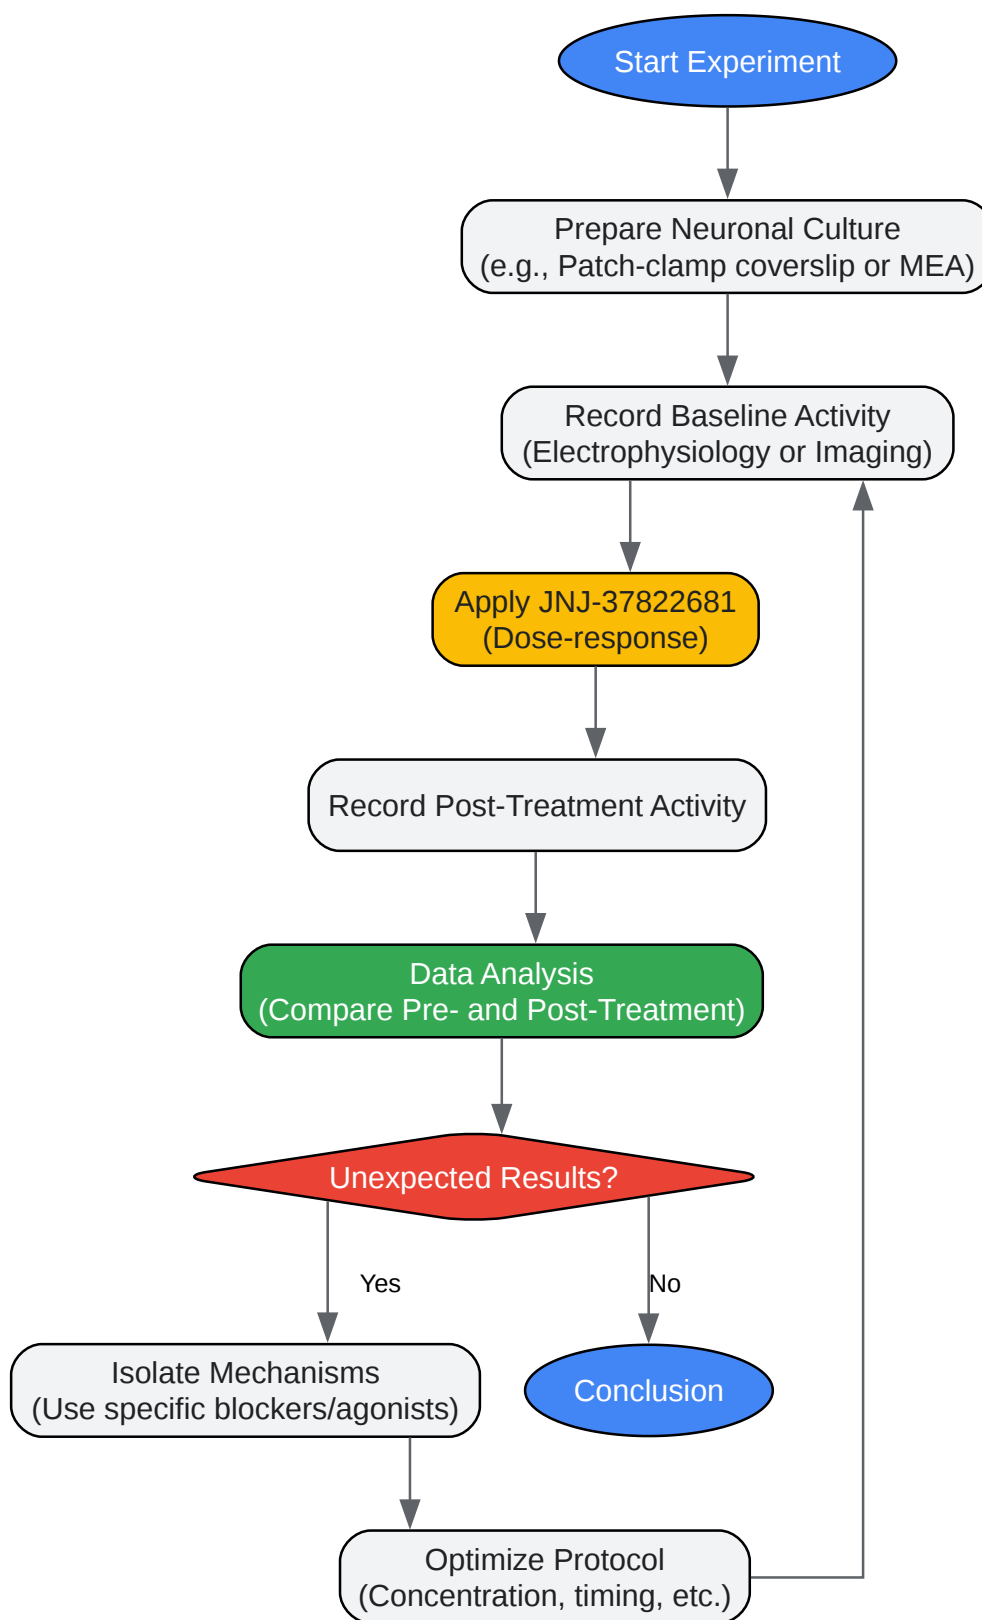 Start Experiment
Prepare Neuronal Culture
(e.g., Patch-clamp coverslip or MEA)
Record Baseline Activity
(Electrophysiology or Imaging)
Apply JNJ-37822681
(Dose-response)
Record Post-Treatment Activity
Data Analysis
(Compare Pre- and Post-Treatment)
Unexpected Results?
Yes
No
Isolate Mechanisms
(Use specific blockers/agonists)
Conclusion
Optimize Protocol
(Concentration, timing, etc.)